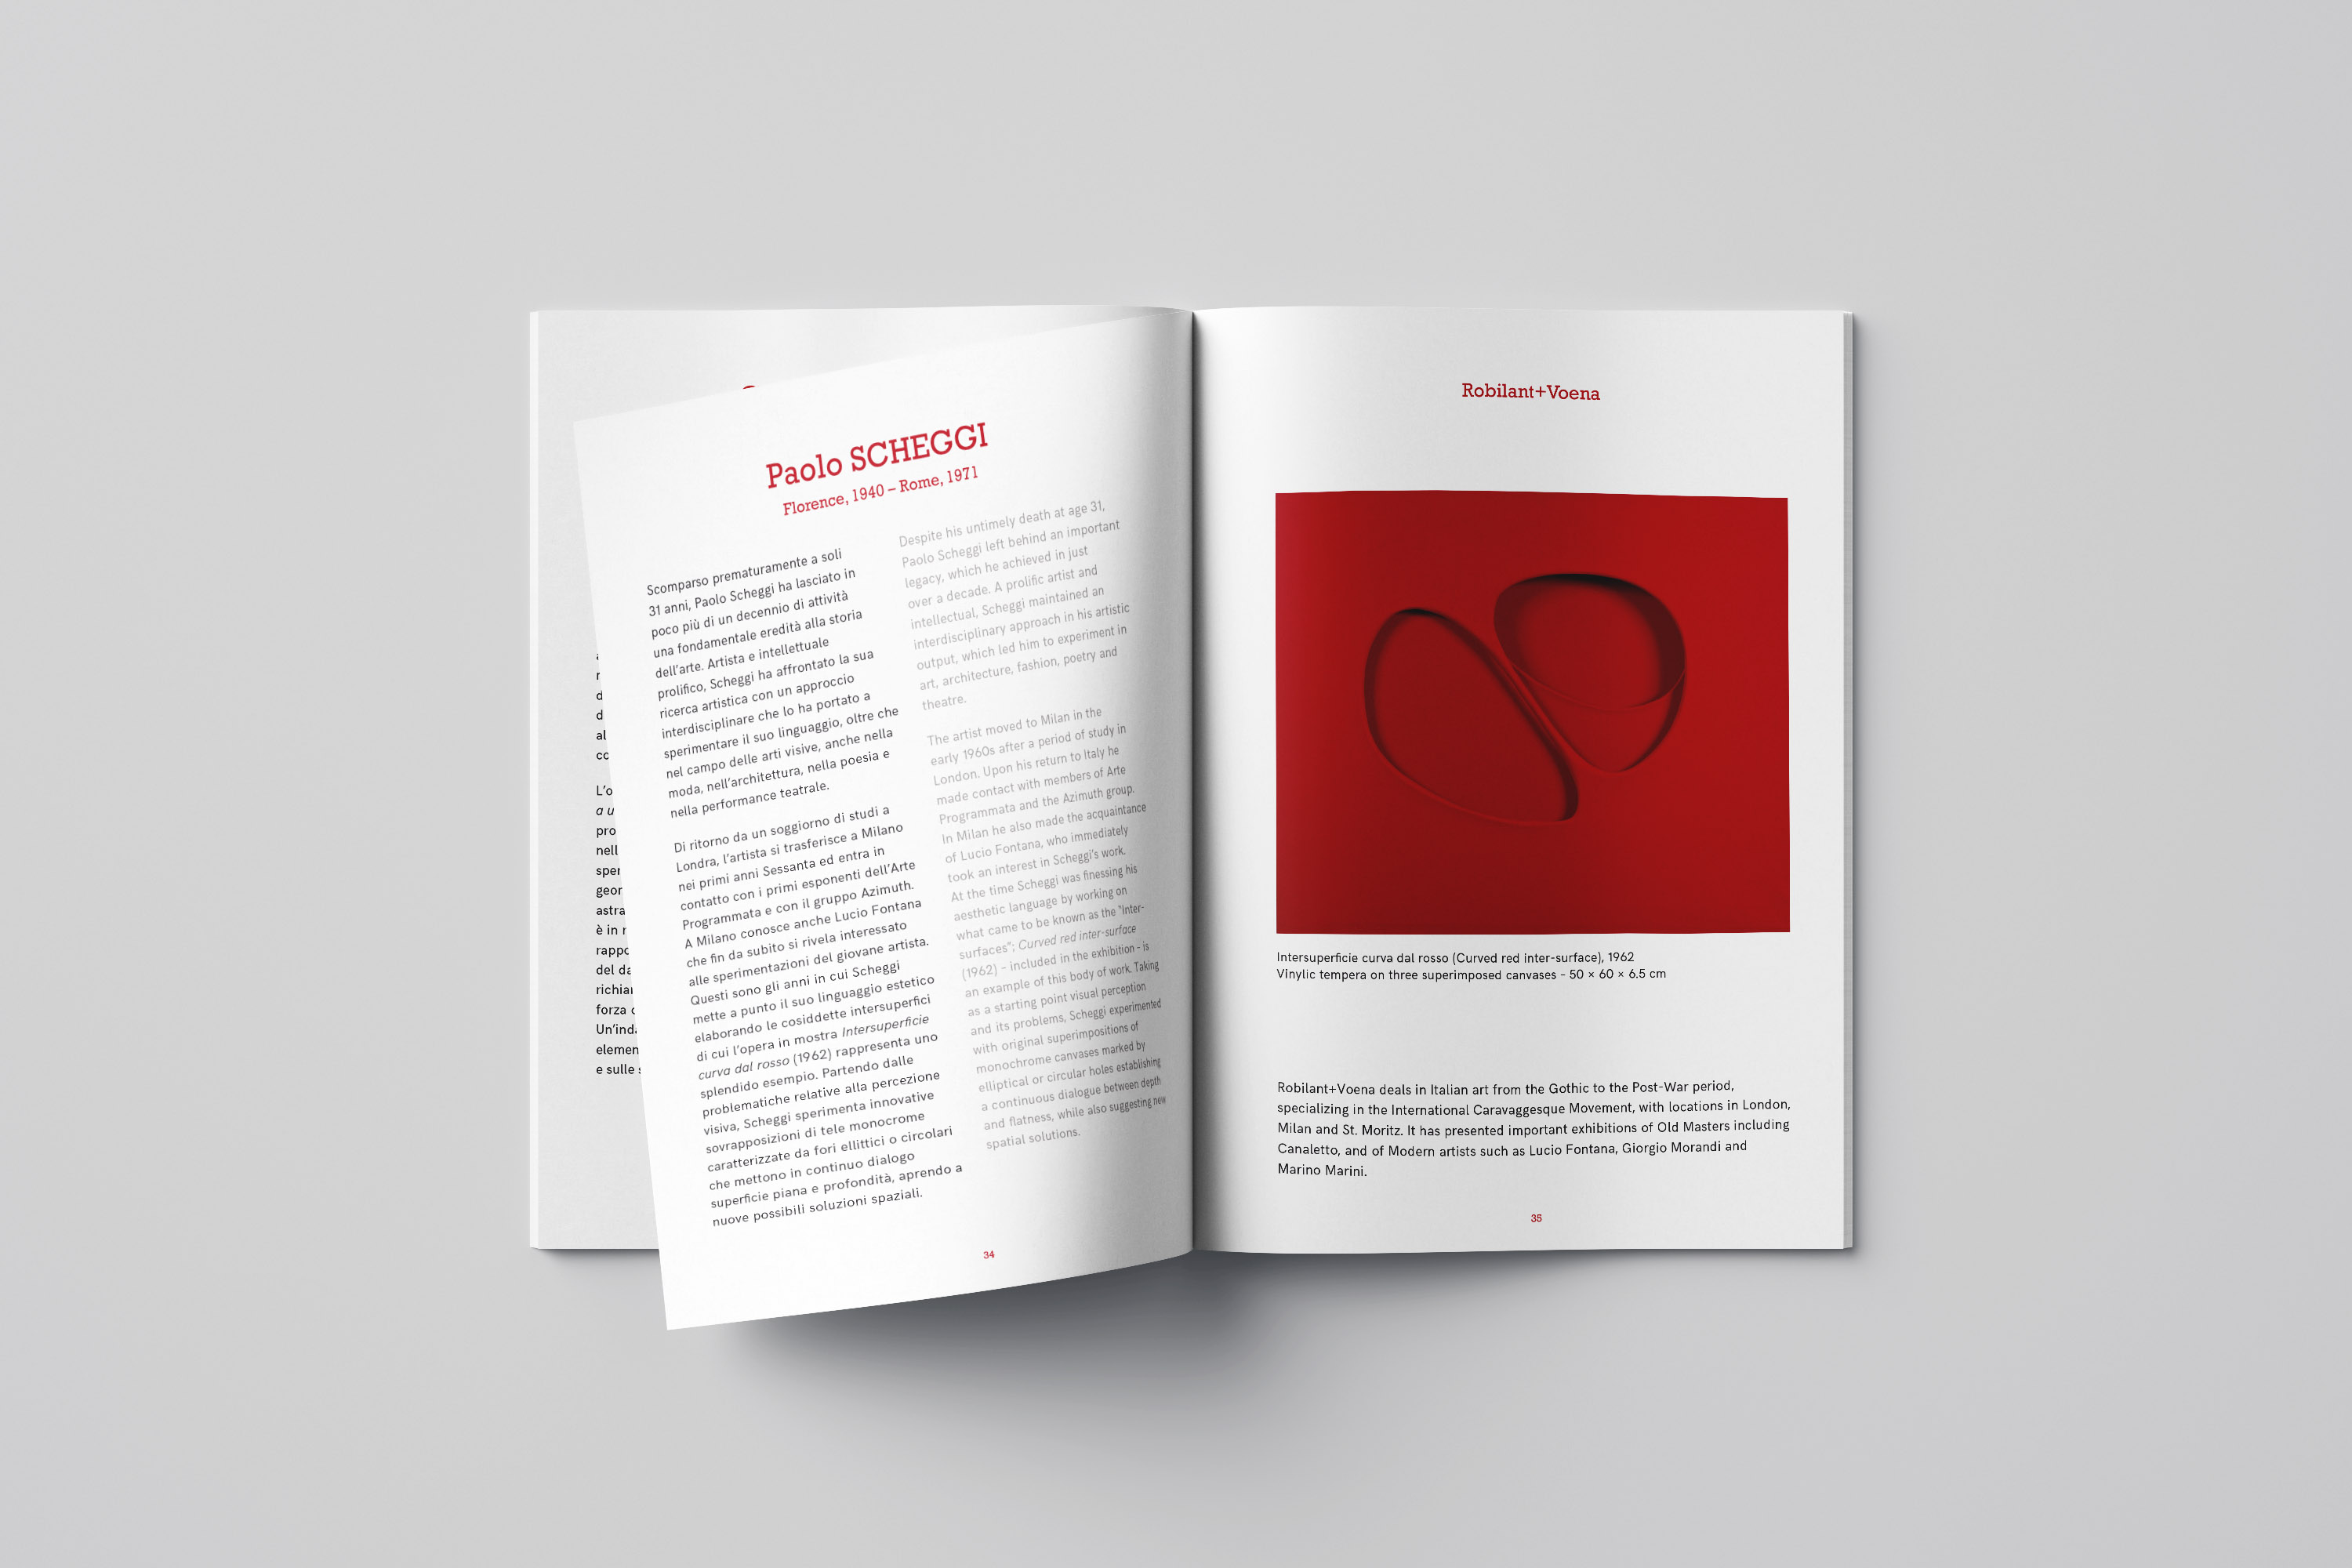 Paolo SCHEGGI
Florence, 1940 – Rome, 1971
Scomparso prematuramente a soli
31 anni, Paolo Scheggi ha lasciato in
poco più di un decennio di attività
una fondamentale eredità alla storia
dell’arte. Artista e intellettuale
prolifico, Scheggi ha affrontato la sua
ricerca artistica con un approccio
interdisciplinare che lo ha portato a
sperimentare il suo linguaggio, oltre che
nel campo delle arti visive, anche nella
moda, nell’architettura, nella poesia e
nella performance teatrale.
Di ritorno da un soggiorno di studi a
Londra, l’artista si trasferisce a Milano
nei primi anni Sessanta ed entra in
contatto con i primi esponenti dell’Arte
Programmata e con il gruppo Azimuth.
A Milano conosce anche Lucio Fontana
che fin da subito si rivela interessato
alle sperimentazioni del giovane artista.
Questi sono gli anni in cui Scheggi
mette a punto il suo linguaggio estetico
elaborando le cosiddette intersuperfici
di cui l’opera in mostra Intersuperficie
curva dal rosso (1962) rappresenta uno
splendido esempio. Partendo dalle
problematiche relative alla percezione
visiva, Scheggi sperimenta innovative
sovrapposizioni di tele monocrome
caratterizzate da fori ellittici o circolari
che mettono in continuo dialogo
superficie piana e profondità, aprendo a
nuove possibili soluzioni spaziali.
Despite his untimely death at age 31,
Paolo Scheggi left behind an important
legacy, which he achieved in just
over a decade. A prolific artist and
intellectual, Scheggi maintained an
interdisciplinary approach in his artistic
output, which led him to experiment in
art, architecture, fashion, poetry and
theatre.
The artist moved to Milan in the
early 1960s after a period of study in
London. Upon his return to Italy he
made contact with members of Arte
Programmata and the Azimuth group.
In Milan he also made the acquaintance
of Lucio Fontana, who immediately
took an interest in Scheggi’s work.
At the time Scheggi was finessing his
aesthetic language by working on
what came to be known as the “Inter-
surfaces”; Curved red inter-surface
(1962) – included in the exhibition - is
an example of this body of work. Taking
as a starting point visual perception
and its problems, Scheggi experimented
with original superimpositions of
monochrome canvases marked by
elliptical or circular holes establishing
a continuous dialogue between depth
and flatness, while also suggesting new
spatial solutions.
34
d
d
al
co
L’o
a u
pro
nell
sper
geor
astra
è in r
rappo
del da
richiar
forza c
Un’ind
elemen
e sulle s
Robilant+Voena
Intersuperficie curva dal rosso (Curved red inter-surface), 1962
Vinylic tempera on three superimposed canvases - 50 × 60 × 6.5 cm
Robilant+Voena deals in Italian art from the Gothic to the Post-War period,
specializing in the International Caravaggesque Movement, with locations in London,
Milan and St. Moritz. It has presented important exhibitions of Old Masters including
Canaletto, and of Modern artists such as Lucio Fontana, Giorgio Morandi and
Marino Marini.
35